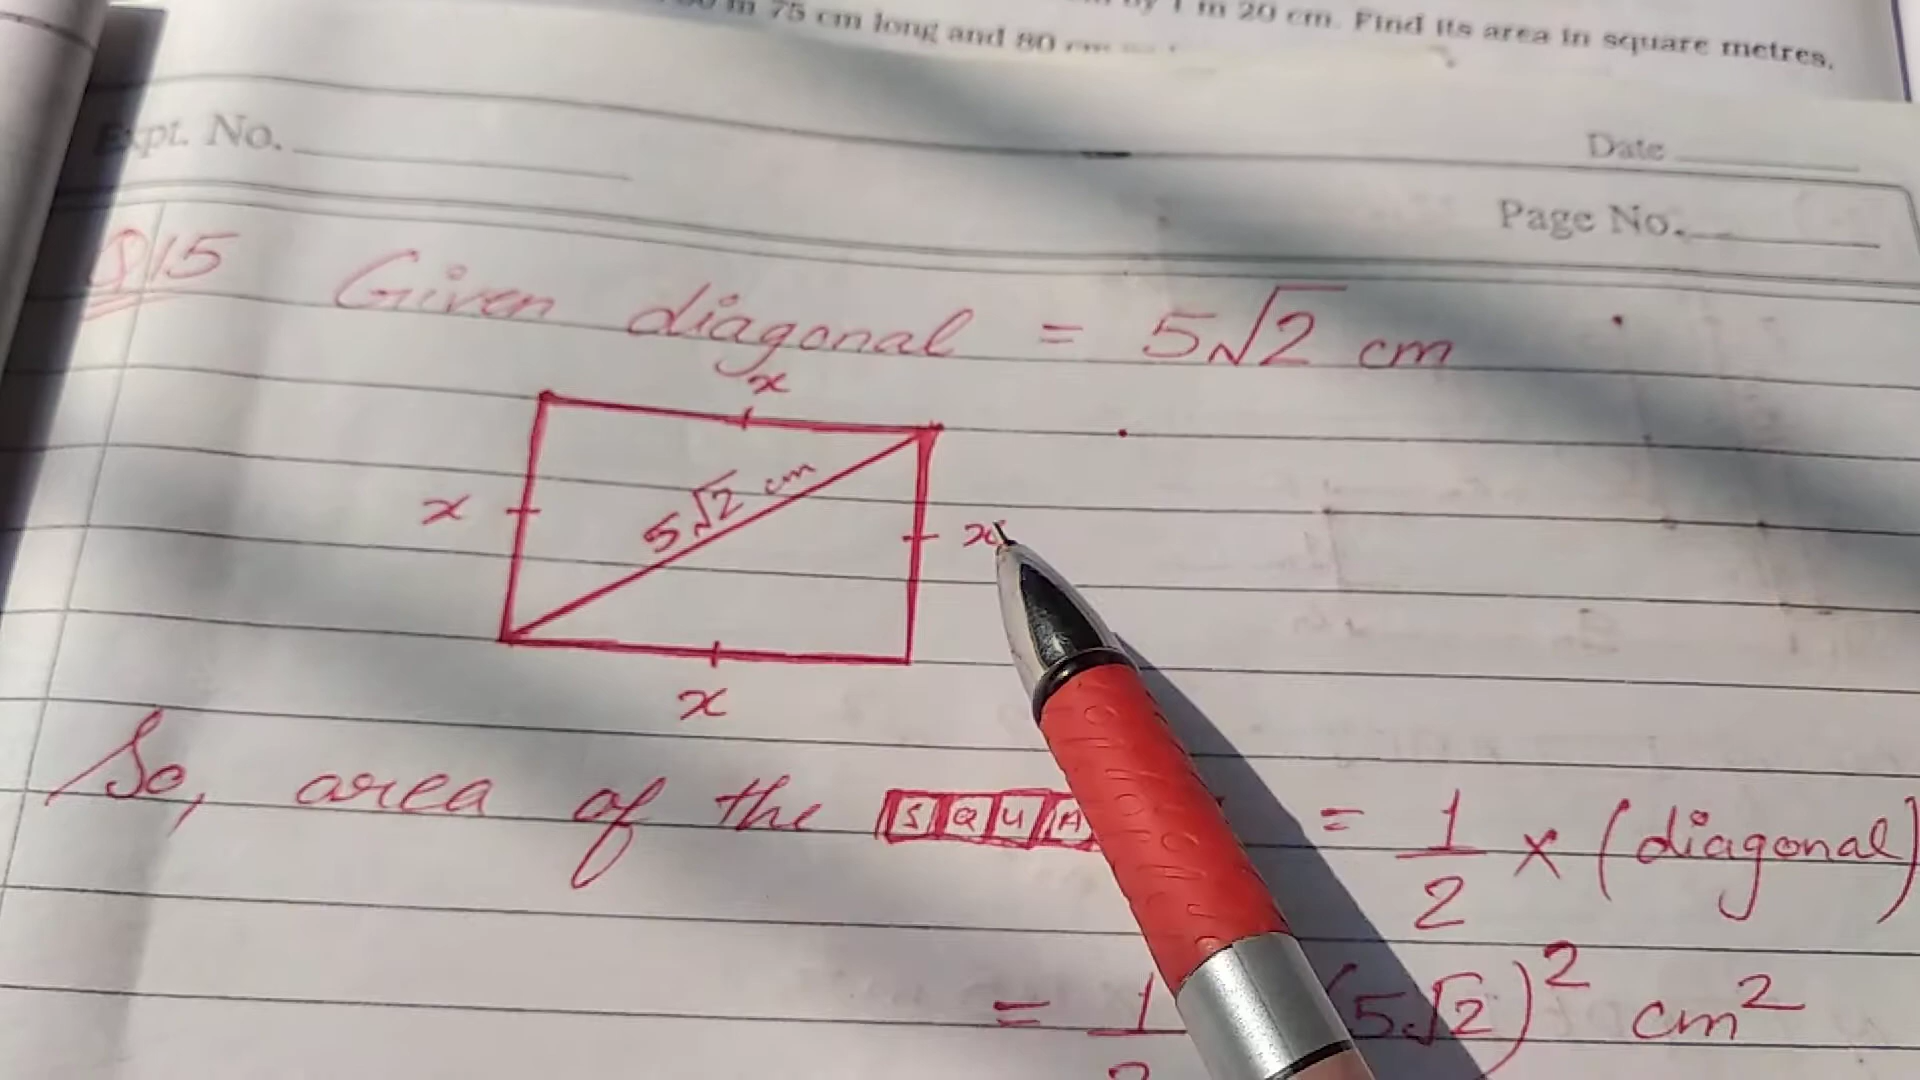 m 20 cm. Find its area in square metres.
m 75 cm long and 80 cm
Expt. No.
Date
Page No.
Q15 Given diagonal = 5√2 cm
x
x
5√2 cm
x
x
So, area of the SQUA = 1/2 × (diagonal)
= 1/2 (5√2)² cm²